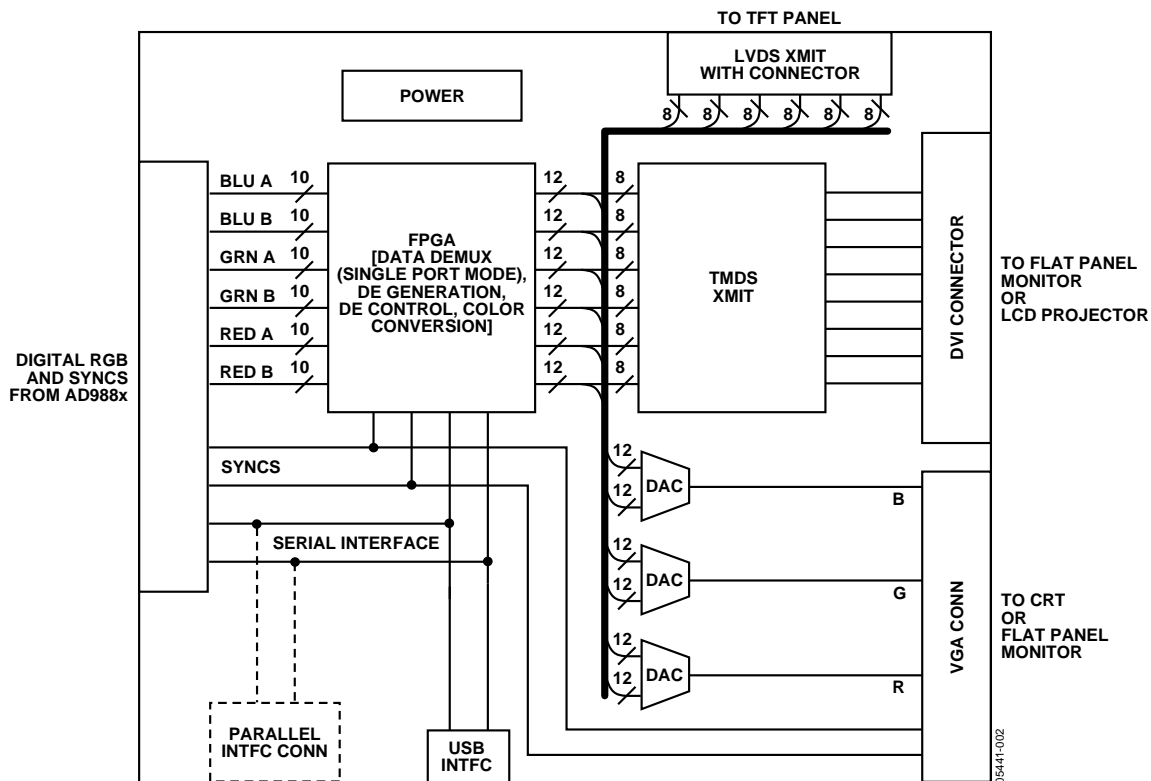 TO TFT PANEL
LVDS XMIT
WITH CONNECTOR
8 8 8 8 8 8
POWER
BLU A 10
BLU B 10
GRN A 10
GRN B 10
RED A 10
RED B 10
FPGA
[DATA DEMUX
(SINGLE PORT MODE),
DE GENERATION,
DE CONTROL, COLOR
CONVERSION]
12 8
12 8
12 8
12 8
12 8
12 8
TMDS
XMIT
DVI CONNECTOR
TO FLAT PANEL
MONITOR
OR
LCD PROJECTOR
DIGITAL RGB
AND SYNCS
FROM AD988x
SYNCS
SERIAL INTERFACE
12
12
DAC
B
12
12
DAC
G
12
12
DAC
R
VGA CONN
TO CRT
OR
FLAT PANEL
MONITOR
PARALLEL
INTFC CONN
USB
INTFC
05441-002